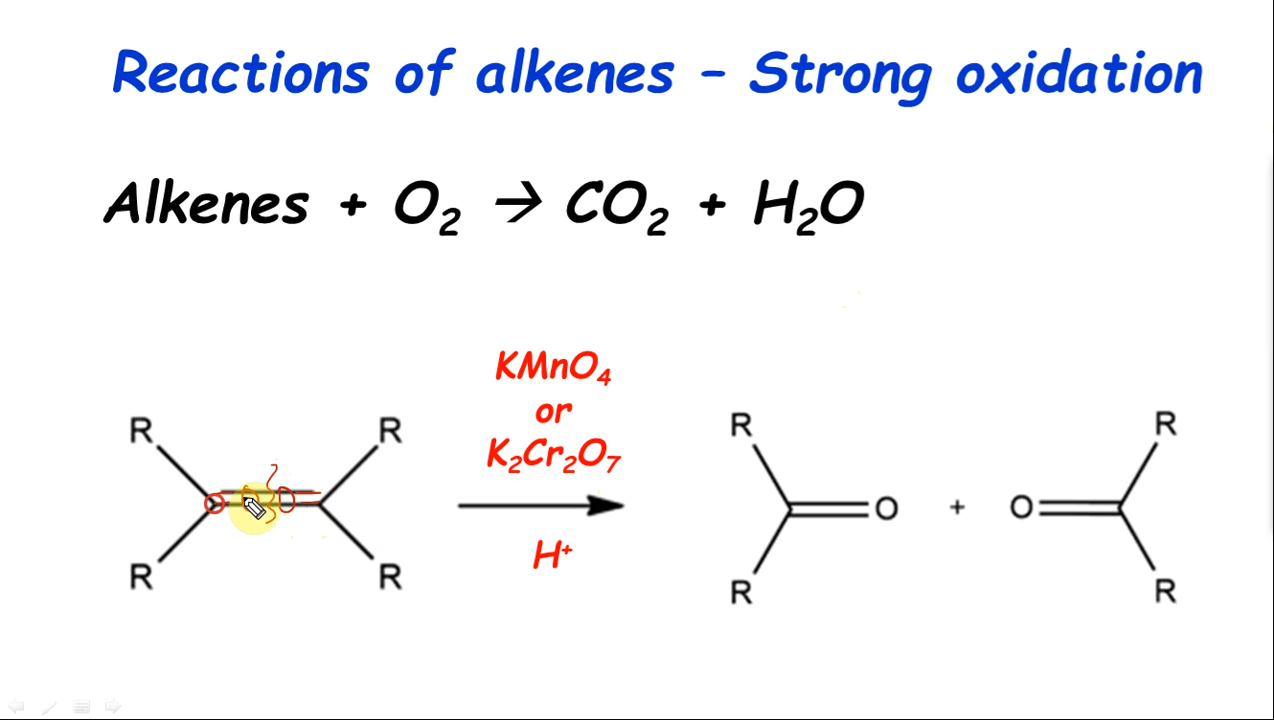 Reactions of alkenes – Strong oxidation
Alkenes + O₂ → CO₂ + H₂O
KMnO₄
or
K₂Cr₂O₇
H⁺
R R
R R
R
O
R
+
R
O
R